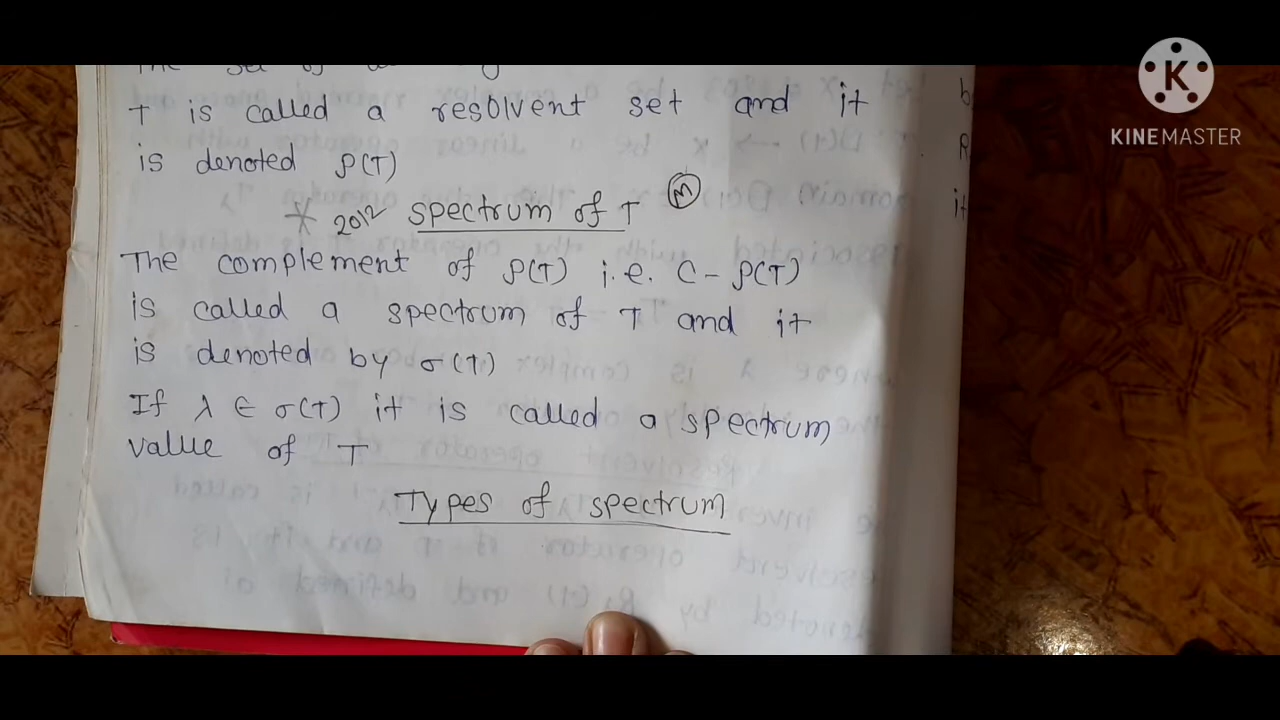 T is called a resolvent set and it
is denoted ρ(T)
* 2012 spectrum of T (M)
The complement of ρ(T) i.e. C - ρ(T)
is called a spectrum of T and it
is denoted by σ(T)
If λ ∈ σ(T) it is called a spectrum
value of T
Types of spectrum
K
KINEMASTER